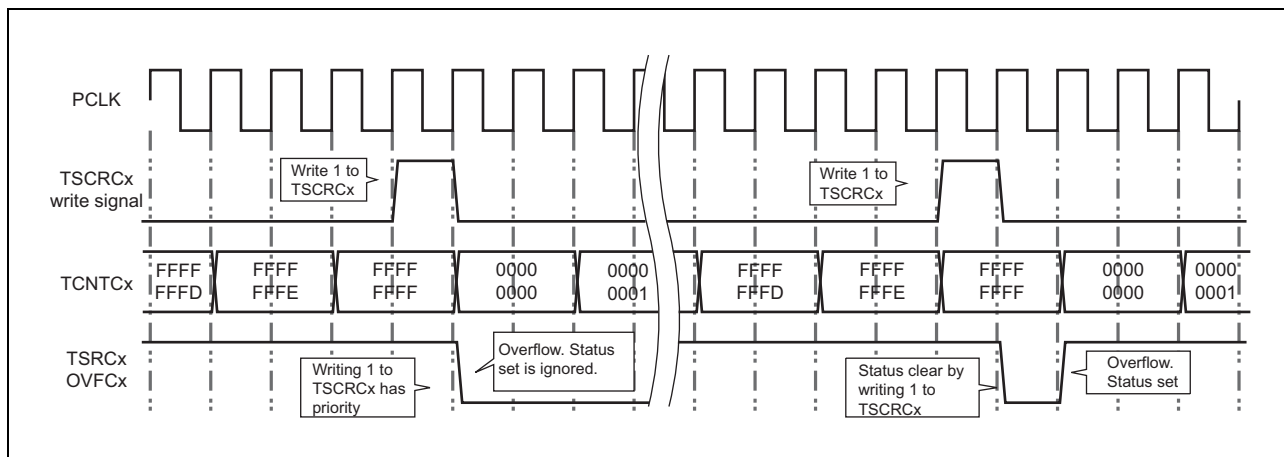 PCLK
TSCRCx
write signal
Write 1 to
TSCRCx
Write 1 to
TSCRCx
TCNTCx
FFFF FFFF FFFF 0000 0000 FFFF FFFF FFFF 0000 0000
FFFD FFFE FFFF 0000 0001 FFFD FFFE FFFF 0000 0001
TSRCx
OVFCx
Writing 1 to
TSCRCx has
priority
Overflow. Status
set is ignored.
Status clear by
writing 1 to
TSCRCx
Overflow.
Status set